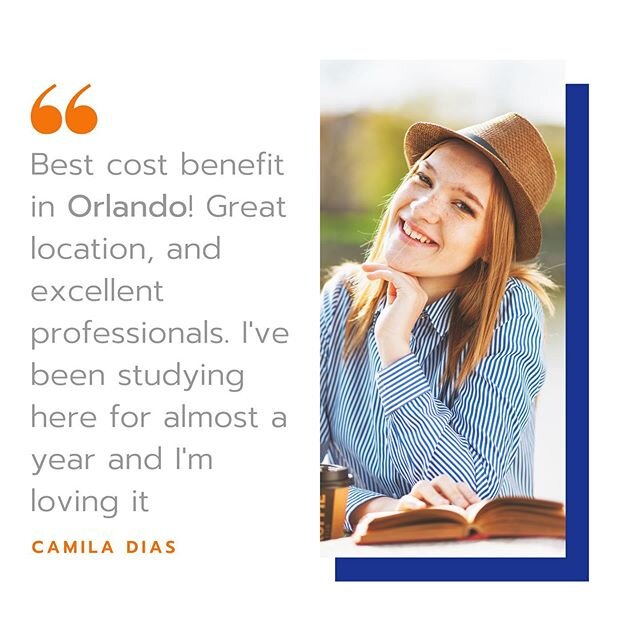 “
Best cost benefit
in Orlando! Great
location, and
excellent
professionals. I've
been studying
here for almost a
year and I'm
loving it
CAMILA DIAS